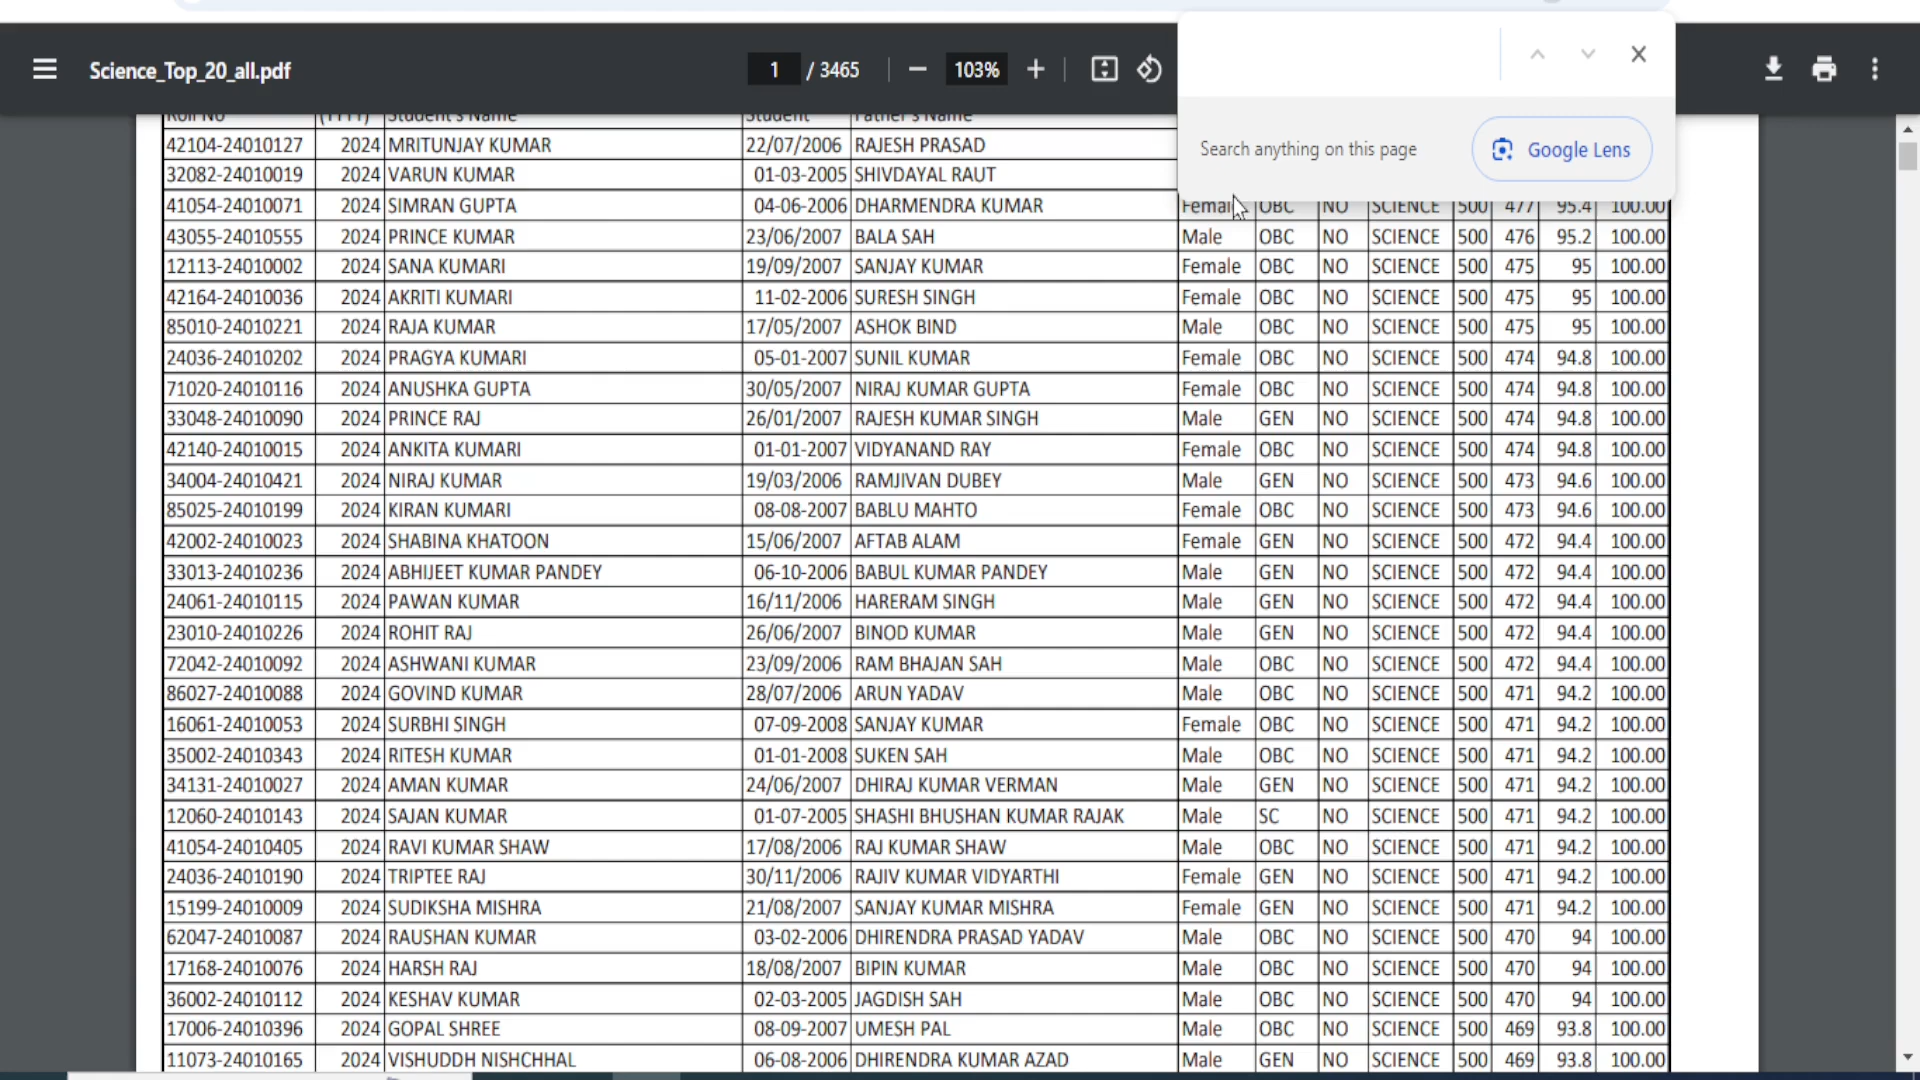 Science_Top_20_all.pdf 1 / 3465 103%
Search anything on this page Google Lens
Roll No (YYYY) Student's Name Student Father's Name
42104-24010127 2024 MRITUNJAY KUMAR 22/07/2006 RAJESH PRASAD
32082-24010019 2024 VARUN KUMAR 01-03-2005 SHIVDAYAL RAUT
41054-24010071 2024 SIMRAN GUPTA 04-06-2006 DHARMENDRA KUMAR Female OBC NO SCIENCE 500 477 95.4 100.00
43055-24010555 2024 PRINCE KUMAR 23/06/2007 BALA SAH Male OBC NO SCIENCE 500 476 95.2 100.00
12113-24010002 2024 SANA KUMARI 19/09/2007 SANJAY KUMAR Female OBC NO SCIENCE 500 475 95 100.00
42164-24010036 2024 AKRITI KUMARI 11-02-2006 SURESH SINGH Female OBC NO SCIENCE 500 475 95 100.00
85010-24010221 2024 RAJA KUMAR 17/05/2007 ASHOK BIND Male OBC NO SCIENCE 500 475 95 100.00
24036-24010202 2024 PRAGYA KUMARI 05-01-2007 SUNIL KUMAR Female OBC NO SCIENCE 500 474 94.8 100.00
71020-24010116 2024 ANUSHKA GUPTA 30/05/2007 NIRAJ KUMAR GUPTA Female OBC NO SCIENCE 500 474 94.8 100.00
33048-24010090 2024 PRINCE RAJ 26/01/2007 RAJESH KUMAR SINGH Male GEN NO SCIENCE 500 474 94.8 100.00
42140-24010015 2024 ANKITA KUMARI 01-01-2007 VIDYANAND RAY Female OBC NO SCIENCE 500 474 94.8 100.00
34004-24010421 2024 NIRAJ KUMAR 19/03/2006 RAMJIVAN DUBEY Male GEN NO SCIENCE 500 473 94.6 100.00
85025-24010199 2024 KIRAN KUMARI 08-08-2007 BABLU MAHTO Female OBC NO SCIENCE 500 473 94.6 100.00
42002-24010023 2024 SHABINA KHATOON 15/06/2007 AFTAB ALAM Female GEN NO SCIENCE 500 472 94.4 100.00
33013-24010236 2024 ABHIJEET KUMAR PANDEY 06-10-2006 BABUL KUMAR PANDEY Male GEN NO SCIENCE 500 472 94.4 100.00
24061-24010115 2024 PAWAN KUMAR 16/11/2006 HARERAM SINGH Male GEN NO SCIENCE 500 472 94.4 100.00
23010-24010226 2024 ROHIT RAJ 26/06/2007 BINOD KUMAR Male GEN NO SCIENCE 500 472 94.4 100.00
72042-24010092 2024 ASHWANI KUMAR 23/09/2006 RAM BHAJAN SAH Male OBC NO SCIENCE 500 472 94.4 100.00
86027-24010088 2024 GOVIND KUMAR 28/07/2006 ARUN YADAV Male OBC NO SCIENCE 500 471 94.2 100.00
16061-24010053 2024 SURBHI SINGH 07-09-2008 SANJAY KUMAR Female OBC NO SCIENCE 500 471 94.2 100.00
35002-24010343 2024 RITESH KUMAR 01-01-2008 SUKEN SAH Male OBC NO SCIENCE 500 471 94.2 100.00
34131-24010027 2024 AMAN KUMAR 24/06/2007 DHIRAJ KUMAR VERMAN Male GEN NO SCIENCE 500 471 94.2 100.00
12060-24010143 2024 SAJAN KUMAR 01-07-2005 SHASHI BHUSHAN KUMAR RAJAK Male SC NO SCIENCE 500 471 94.2 100.00
41054-24010405 2024 RAVI KUMAR SHAW 17/08/2006 RAJ KUMAR SHAW Male OBC NO SCIENCE 500 471 94.2 100.00
24036-24010190 2024 TRIPTEE RAJ 30/11/2006 RAJIV KUMAR VIDYARTHI Female GEN NO SCIENCE 500 471 94.2 100.00
15199-24010009 2024 SUDIKSHA MISHRA 21/08/2007 SANJAY KUMAR MISHRA Female GEN NO SCIENCE 500 471 94.2 100.00
62047-24010087 2024 RAUSHAN KUMAR 03-02-2006 DHIRENDRA PRASAD YADAV Male OBC NO SCIENCE 500 470 94 100.00
17168-24010076 2024 HARSH RAJ 18/08/2007 BIPIN KUMAR Male OBC NO SCIENCE 500 470 94 100.00
36002-24010112 2024 KESHAV KUMAR 02-03-2005 JAGDISH SAH Male OBC NO SCIENCE 500 470 94 100.00
17006-24010396 2024 GOPAL SHREE 08-09-2007 UMESH PAL Male OBC NO SCIENCE 500 469 93.8 100.00
11073-24010165 2024 VISHUDDH NISHCHHAL 06-08-2006 DHIRENDRA KUMAR AZAD Male GEN NO SCIENCE 500 469 93.8 100.00